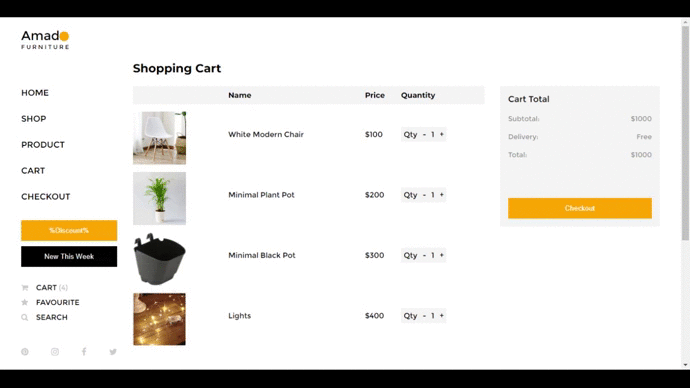 Amado
FURNITURE
HOME
SHOP
PRODUCT
CART
CHECKOUT
%Discount%
New This Week
CART (4)
FAVOURITE
SEARCH
Shopping Cart
Name Price Quantity
White Modern Chair $100 Qty - 1 +
Minimal Plant Pot $200 Qty - 1 +
Minimal Black Pot $300 Qty - 1 +
Lights $400 Qty - 1 +
Cart Total
Subtotal: $1000
Delivery: Free
Total: $1000
Checkout